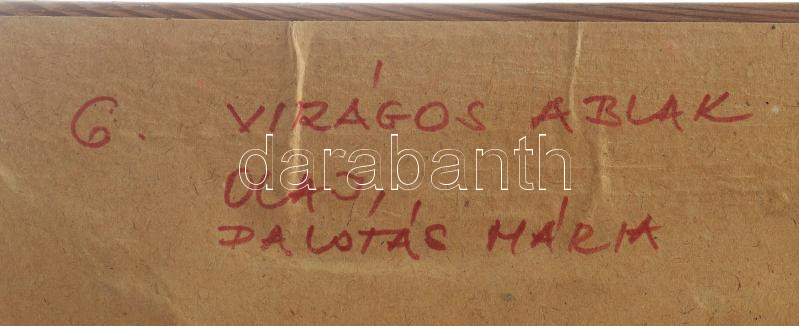 6. VIRÁGOS ABLAK
darabanth
OLAJ,
PALOTÁS MÁRIA